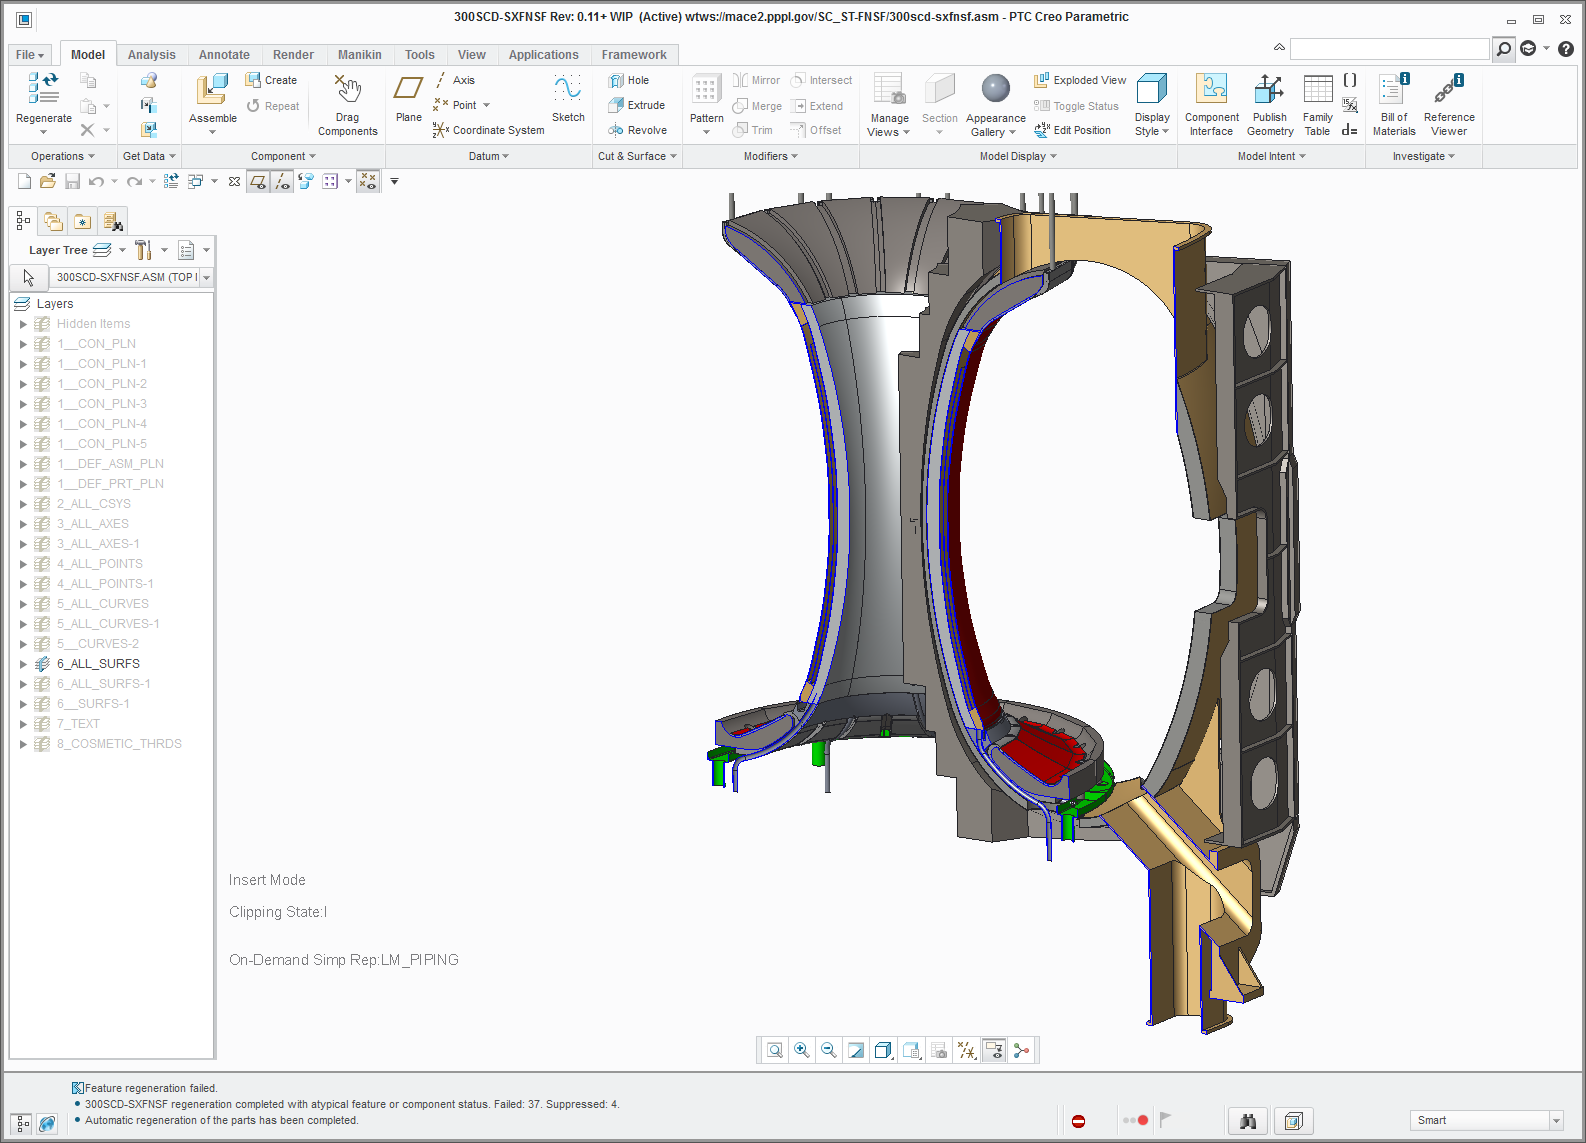 300SCD-SXFNSF Rev: 0.11+ WIP  (Active) wtws://mace2.pppl.gov/SC_ST-FNSF/300scd-sxfnsf.asm - PTC Creo Parametric
File Model Analysis Annotate Render Manikin Tools View Applications Framework
Regenerate
Assemble
Create
Repeat
Drag Components
Plane
Axis
Point
Coordinate System
Sketch
Hole
Extrude
Revolve
Pattern
Mirror
Merge
Trim
Intersect
Extend
Offset
Manage Views
Section
Appearance Gallery
Exploded View
Toggle Status
Edit Position
Display Style
Component Interface
Publish Geometry
Family Table
Bill of Materials
Reference Viewer
Operations Get Data Component Datum Cut & Surface Modifiers Model Display Model Intent Investigate
Layer Tree
300SCD-SXFNSF.ASM (TOP I
Layers
Hidden Items
1__CON_PLN
1__CON_PLN-1
1__CON_PLN-2
1__CON_PLN-3
1__CON_PLN-4
1__CON_PLN-5
1__DEF_ASM_PLN
1__DEF_PRT_PLN
2_ALL_CSYS
3_ALL_AXES
3_ALL_AXES-1
4_ALL_POINTS
4_ALL_POINTS-1
5_ALL_CURVES
5_ALL_CURVES-1
5__CURVES-2
6_ALL_SURFS
6_ALL_SURFS-1
6__SURFS-1
7_TEXT
8_COSMETIC_THRDS
Insert Mode
Clipping State:I
On-Demand Simp Rep:LM_PIPING
Feature regeneration failed.
• 300SCD-SXFNSF regeneration completed with atypical feature or component status. Failed: 37. Suppressed: 4.
• Automatic regeneration of the parts has been completed.
Smart